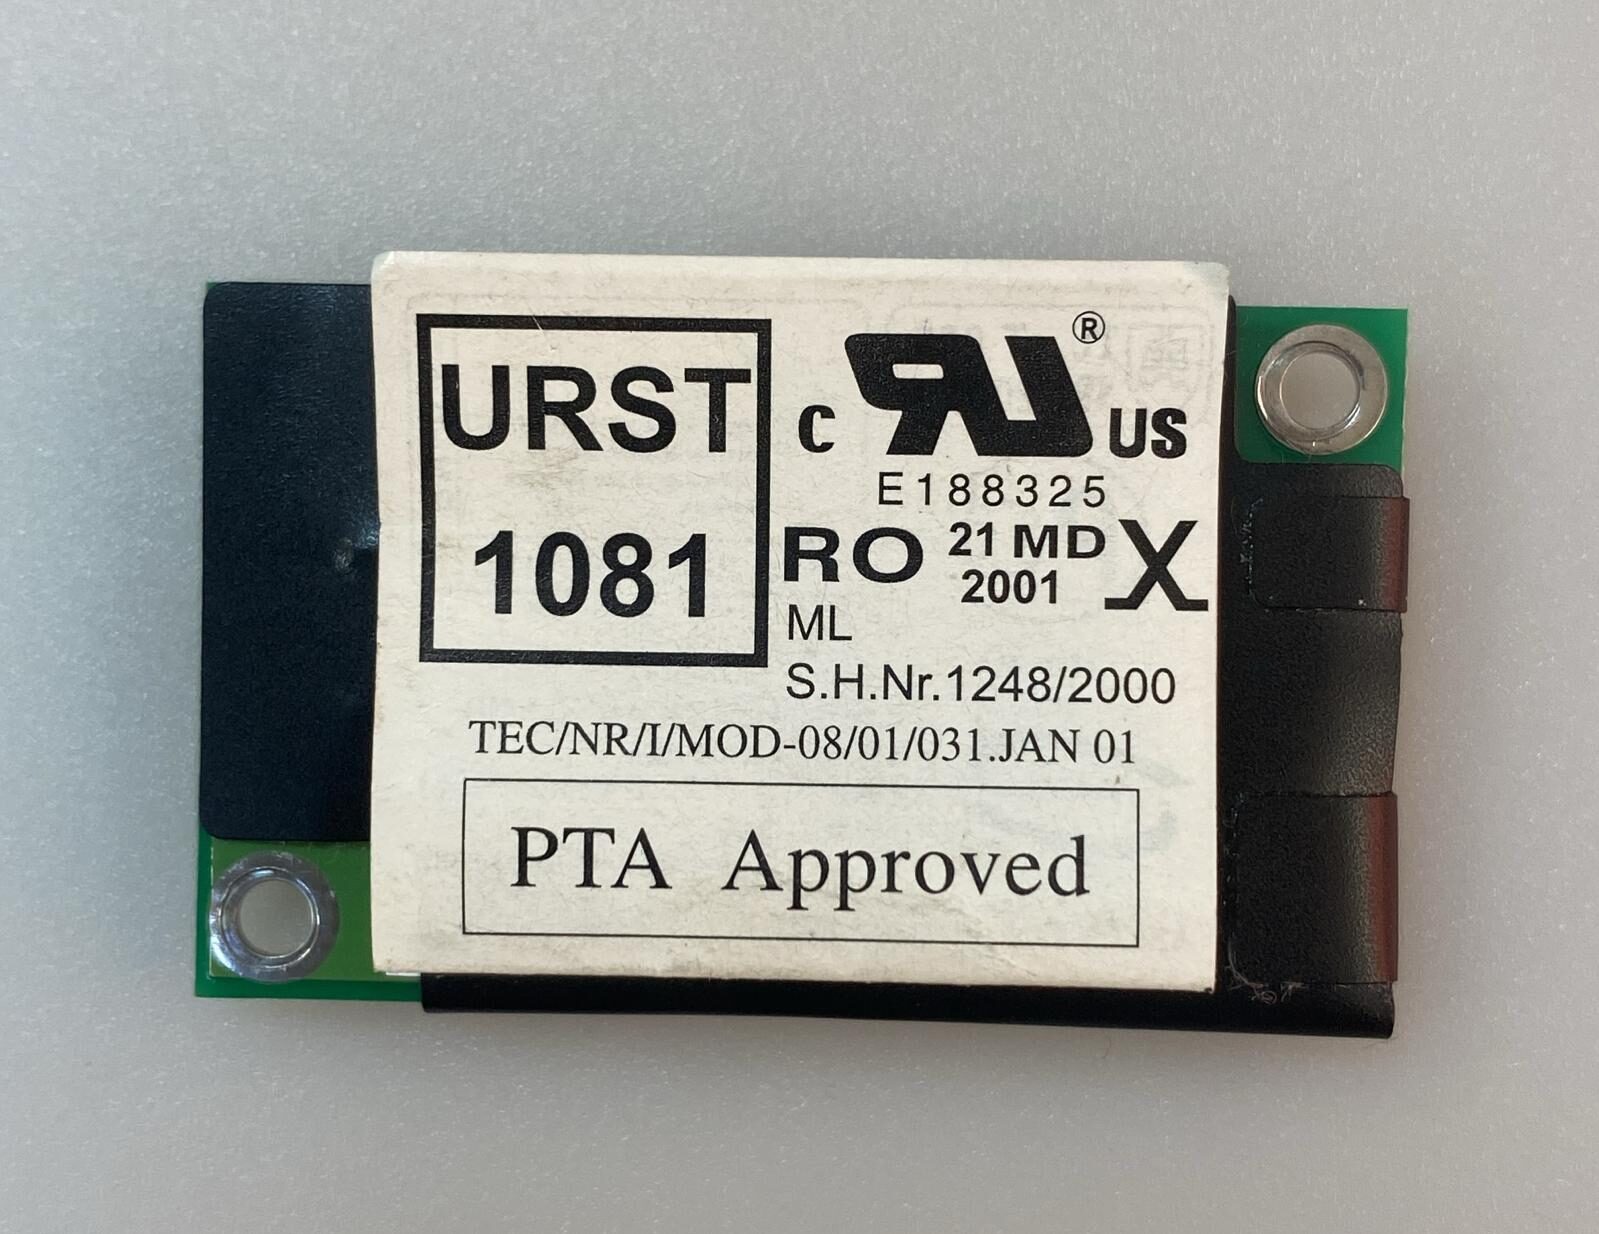 URST
1081
c RU® US
E188325
RO 21 MD 2001 X
ML
S.H.Nr.1248/2000
TEC/NR/I/MOD-08/01/031.JAN 01
PTA Approved